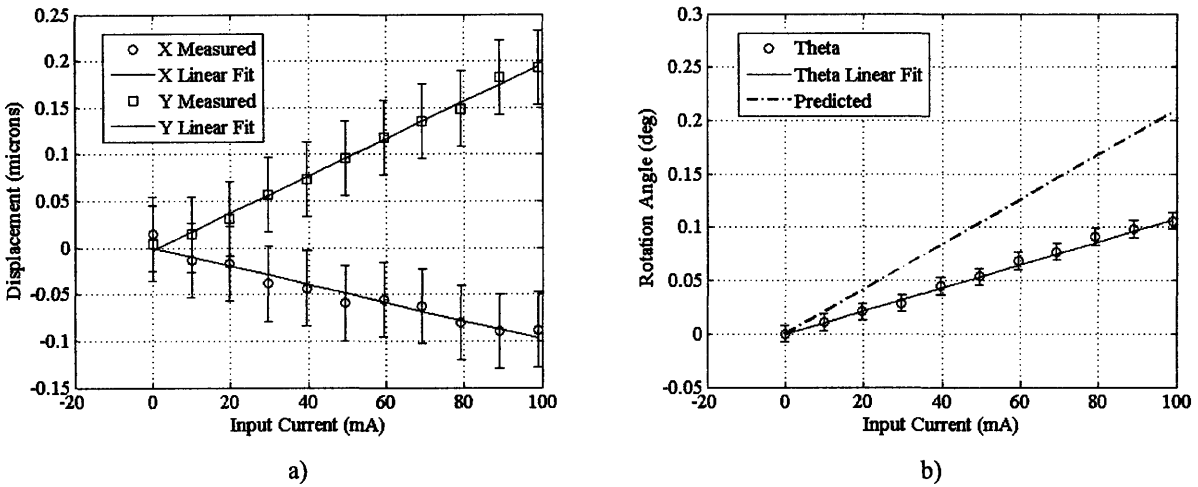 0.25
0.2
0.15
0.1
0.05
0
-0.05
-0.1
-0.15
Displacement (microns)
X Measured
X Linear Fit
Y Measured
Y Linear Fit
-20 0 20 40 60 80 100
Input Current (mA)
a)
0.3
0.25
0.2
0.15
0.1
0.05
0
-0.05
Rotation Angle (deg)
Theta
Theta Linear Fit
Predicted
-20 0 20 40 60 80 100
Input Current (mA)
b)